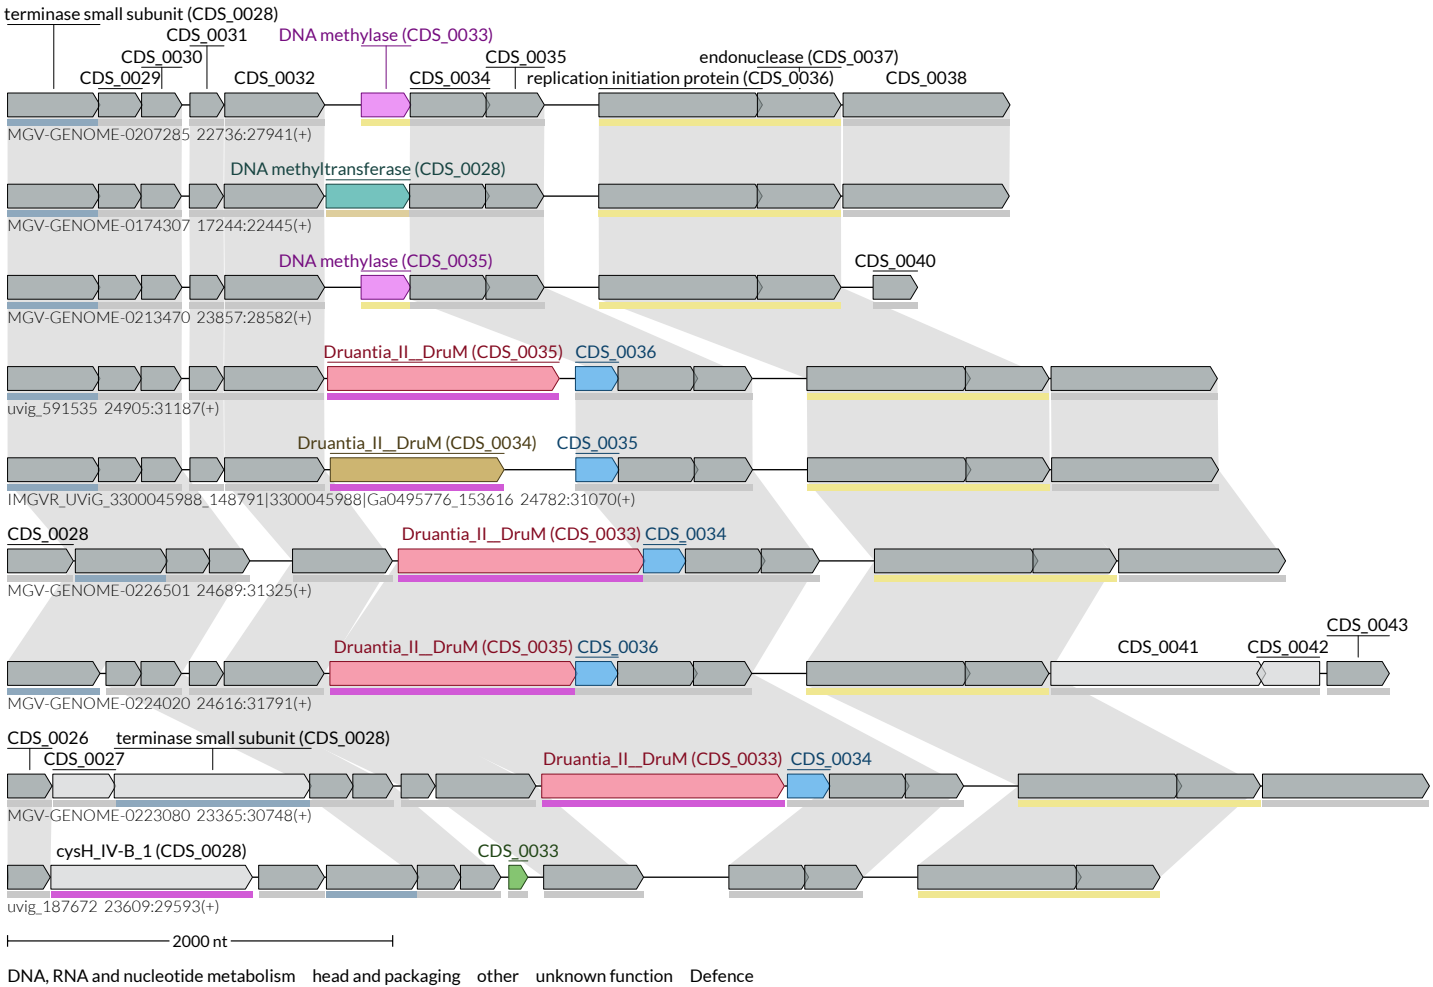 terminase small subunit (CDS_0028)
CDS_0031 DNA methylase (CDS_0033)
CDS_0030 CDS_0035 endonuclease (CDS_0037)
CDS_0029 CDS_0032 CDS_0034 replication initiation protein (CDS_0036) CDS_0038
MGV-GENOME-0207285 22736:27941(+)
DNA methyltransferase (CDS_0028)
MGV-GENOME-0174307 17244:22445(+)
DNA methylase (CDS_0035) CDS_0040
MGV-GENOME-0213470 23857:28582(+)
Druantia_II__DruM (CDS_0035) CDS_0036
uvig_591535 24905:31187(+)
Druantia_II__DruM (CDS_0034) CDS_0035
IMGVR_UViG_3300045988_148791|3300045988|Ga0495776_153616 24782:31070(+)
CDS_0028 Druantia_II__DruM (CDS_0033) CDS_0034
MGV-GENOME-0226501 24689:31325(+)
CDS_0043
Druantia_II__DruM (CDS_0035) CDS_0036 CDS_0041 CDS_0042
MGV-GENOME-0224020 24616:31791(+)
CDS_0026 terminase small subunit (CDS_0028)
CDS_0027 Druantia_II__DruM (CDS_0033) CDS_0034
MGV-GENOME-0223080 23365:30748(+)
cysH_IV-B_1 (CDS_0028) CDS_0033
uvig_187672 23609:29593(+)
2000 nt
DNA, RNA and nucleotide metabolism head and packaging other unknown function Defence